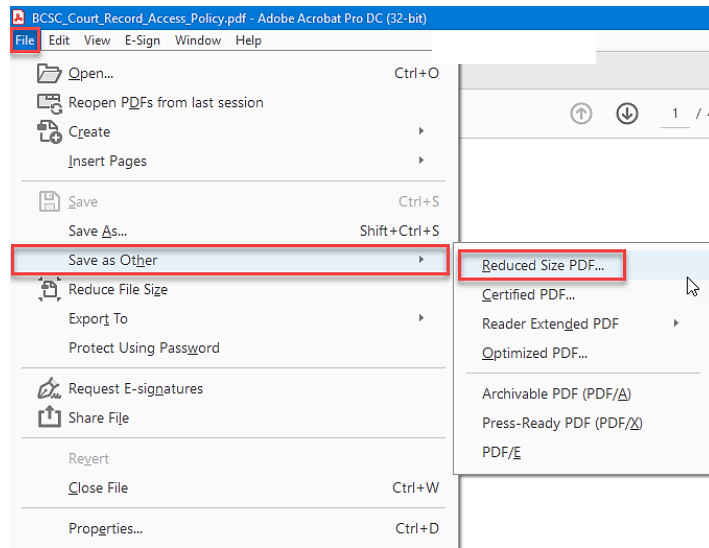 BCSC_Court_Record_Access_Policy.pdf - Adobe Acrobat Pro DC (32-bit)
File Edit View E-Sign Window Help
Open... Ctrl+O
Reopen PDFs from last session
Create
1 /
Insert Pages
Save Ctrl+S
Save As... Shift+Ctrl+S
Save as Other
Reduced Size PDF...
Reduce File Size
Certified PDF...
Export To
Reader Extended PDF
Protect Using Password
Optimized PDF...
Request E-signatures
Archivable PDF (PDF/A)
Share File
Press-Ready PDF (PDF/X)
Revert
PDF/E
Close File Ctrl+W
Properties... Ctrl+D